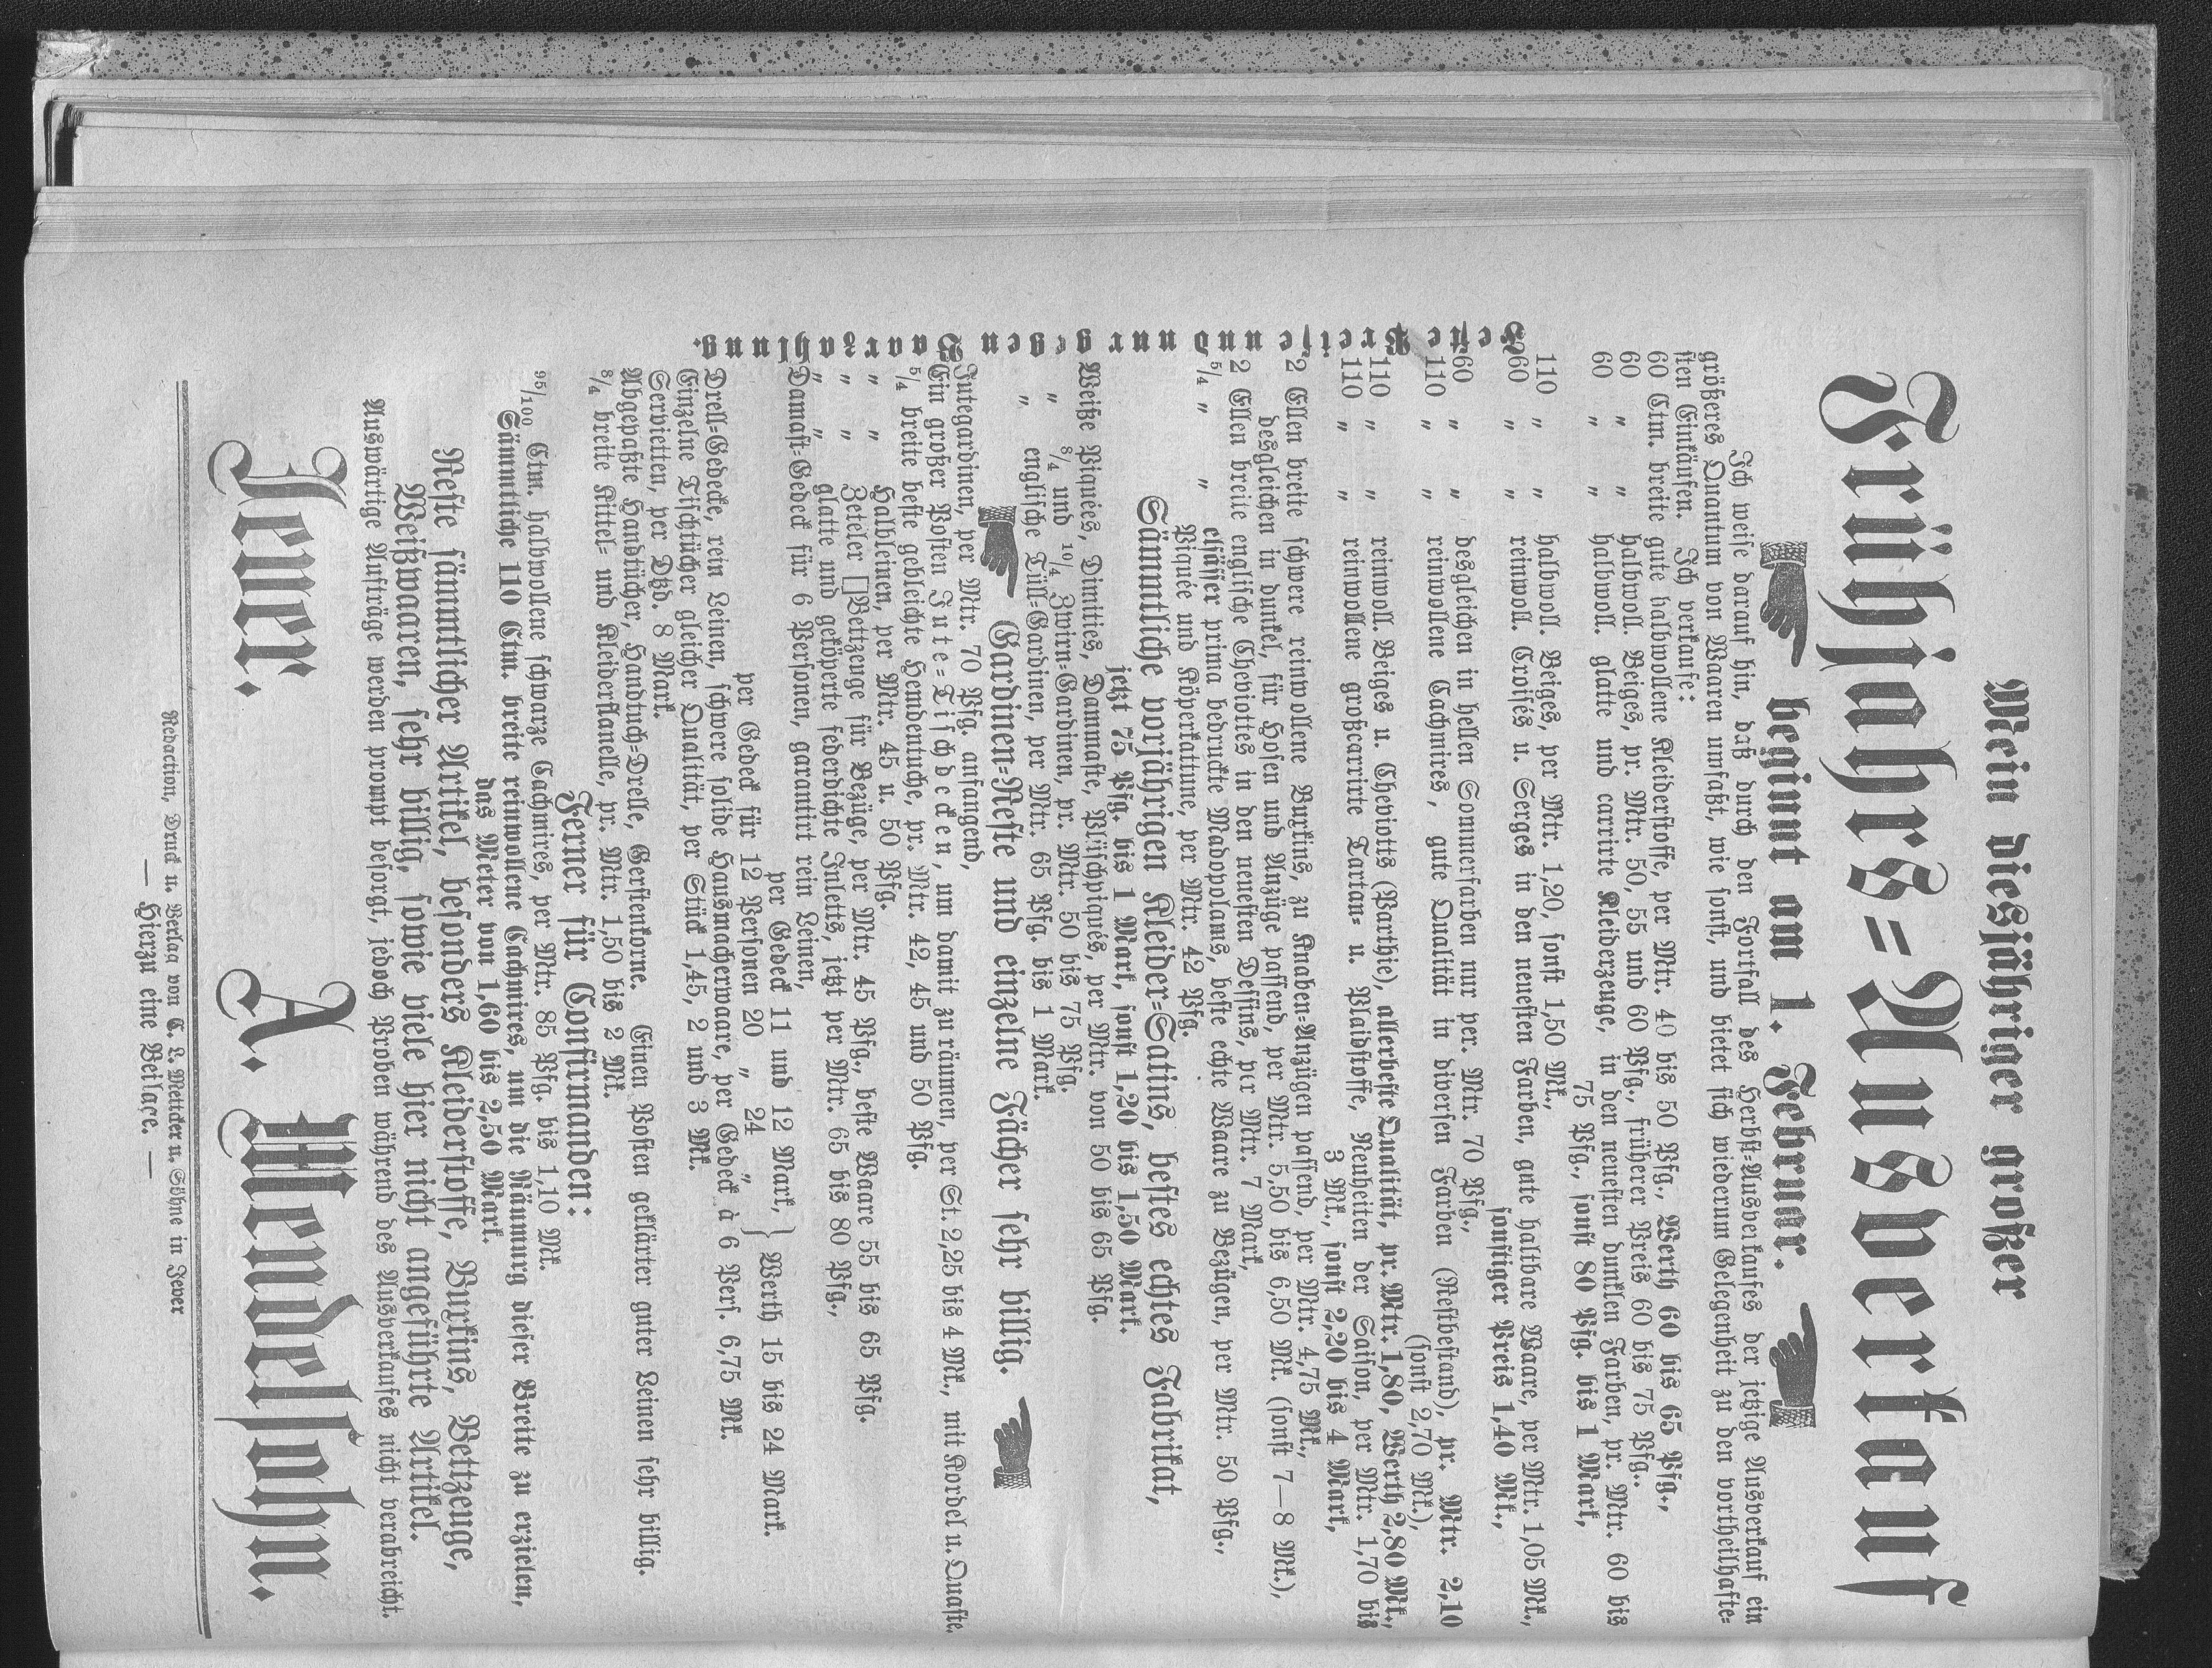 Mein diesjähriger großer
Frühjahrs=Ausverkauf
beginnt am 1. Februar.
Ich weise darauf hin, daß durch den Fortfall des Herbst=Ausverkaufes der jetzige Ausverkauf ein
größeres Quantum von Waaren umfaßt, wie sonst, und bietet sich wiederum Gelegenheit zu den vortheilhafte=
sten Einkäufen. Ich verkaufe:
60 Ctm. breite gute halbwollene Kleiderstoffe, per Mtr. 40 bis 50 Pfg., Werth 60 bis 65 Pfg.,
60 " " halbwoll. Beiges, pr. Mtr. 50, 55 und 60 Pfg., früherer Preis 60 bis 75 Pfg.,
60 " " halbwoll. glatte und carrirte Kleiderzeuge, in den neuesten dunklen Farben, pr. Mtr. 60 bis
75 Pfg., sonst 80 Pfg. bis 1 Mark,
110 " " halbwoll. Beiges, per Mtr. 1,20, sonst 1,50 Mk.,
60 " " reinwoll. Croisés u. Serges in den neuesten Farben, gute haltbare Waare, per Mtr. 1,05 Mk.,
sonstiger Preis 1,40 Mk.,
60 " " desgleichen in hellen Sommerfarben nur per. Mtr. 70 Pfg.,
110 " " reinwollene Cachmires, gute Qualität in diversen Farben (Restbestand), pr. Mtr. 2,10
(sonst 2,70 Mk.),
110 " " reinwoll. Beiges u. Cheviotts (Parthie), allerbeste Qualität, pr. Mtr. 1,80, Werth 2,80 Mk.,
110 " " reinwollene großcarrirte Tartan= u. Plaidstoffe, Neuheiten der Saison, per Mtr. 1,70 bis
3 Mk., sonst 2,20 bis 4 Mark,
2 Ellen breite schwere reinwollene Buxkins, zu Knaben=Anzügen passend, per Mtr. 4,75 Mk.,
desgleichen in dunkel, für Hosen und Anzüge passend, per Mtr. 5,50 bis 6,50 Mk. (sonst 7—8 Mk.),
2 Ellen breite englische Cheviotts in den neuesten Dessins, per Mtr. 7 Mark,
5/4 " " elsässer prima bedruckte Madopolams, beste echte Waare zu Bezügen, per Mtr. 50 Pfg.,
Piqué und Köperkattune, per Mtr. 42 Pfg.
Sämmtliche vorjährigen Kleider=Satins, bestes echtes Fabrikat,
jetzt 75 Pfg. bis 1 Mark, sonst 1,20 bis 1,50 Mark.
Weiße Piquées, Dimities, Dammaste, Plüschpiqués, per Mtr. von 50 bis 65 Pfg.
" 8/4 und 10/4 Zwirn=Gardinen, pr. Mtr. 50 bis 75 Pfg.
" englische Tüll=Gardinen, per Mtr. 65 Pfg. bis 1 Mark.
Gardinen=Reste und einzelne Fächer sehr billig.
Jutegardinen, per Mtr. 70 Pfg. anfangend,
Ein großer Posten Jute=Tischdecken, um damit zu räumen, per St. 2,25 bis 4 Mk., mit Kordel u. Quaste,
5/4 breite beste gebleichte Hemdentuche, pr. Mtr. 42, 45 und 50 Pfg.
" " Halbleinen, per Mtr. 45 u. 50 Pfg.
" " Zeteler Bettzeuge für Bezüge, per Mtr. 45 Pfg., beste Waare 55 bis 65 Pfg.
" " glatte und geköperte federdichte Inletts, jetzt per Mtr. 65 bis 80 Pfg.,
Damast=Gedeck für 6 Personen, garantirt rein Leinen,
per Gedeck 11 und 12 Mark, } Werth 15 bis 24 Mark.
per Gedeck für 12 Personen 20 " 24 "
Drell=Gedecke, rein Leinen, schwere solide Hausmacherwaare, per Gedeck à 6 Pers. 6,75 Mk.
Einzelne Tischtücher gleicher Qualität, per Stück 1,45, 2 und 3 Mk.
Servietten, per Dtzd. 8 Mark.
Abgepaßte Handtücher, Handtuch=Drelle, Gerstenkorne. Einen Posten geklärter guter Leinen sehr billig.
8/4 breite Kittel= und Kleiderflanelle, pr. Mtr. 1,50 bis 2 Mk.
Ferner für Confirmanden:
95/100 Ctm. halbwollene schwarze Cachmires, per Mtr. 85 Pfg. bis 1,10 Mk.
Sämmtliche 110 Ctm. breite reinwollene Cachmires, um die Räumung dieser Breite zu erzielen,
das Meter von 1,60 bis 2,50 Mark.
Reste sämmtlicher Artikel, besonders Kleiderstoffe, Buxkins, Bettzeuge,
Weißwaaren, sehr billig, sowie viele hier nicht angeführte Artikel.
Auswärtige Aufträge werden prompt besorgt, jedoch Proben während des Ausverkaufes nicht verabreicht.
Jever. A. Mendelsohn.
Feste Preise und nur gegen Baarzahlung.
Redaction, Druck u. Verlag von C. L. Mettcker u. Söhne in Jever
— Hierzu eine Beilage. —